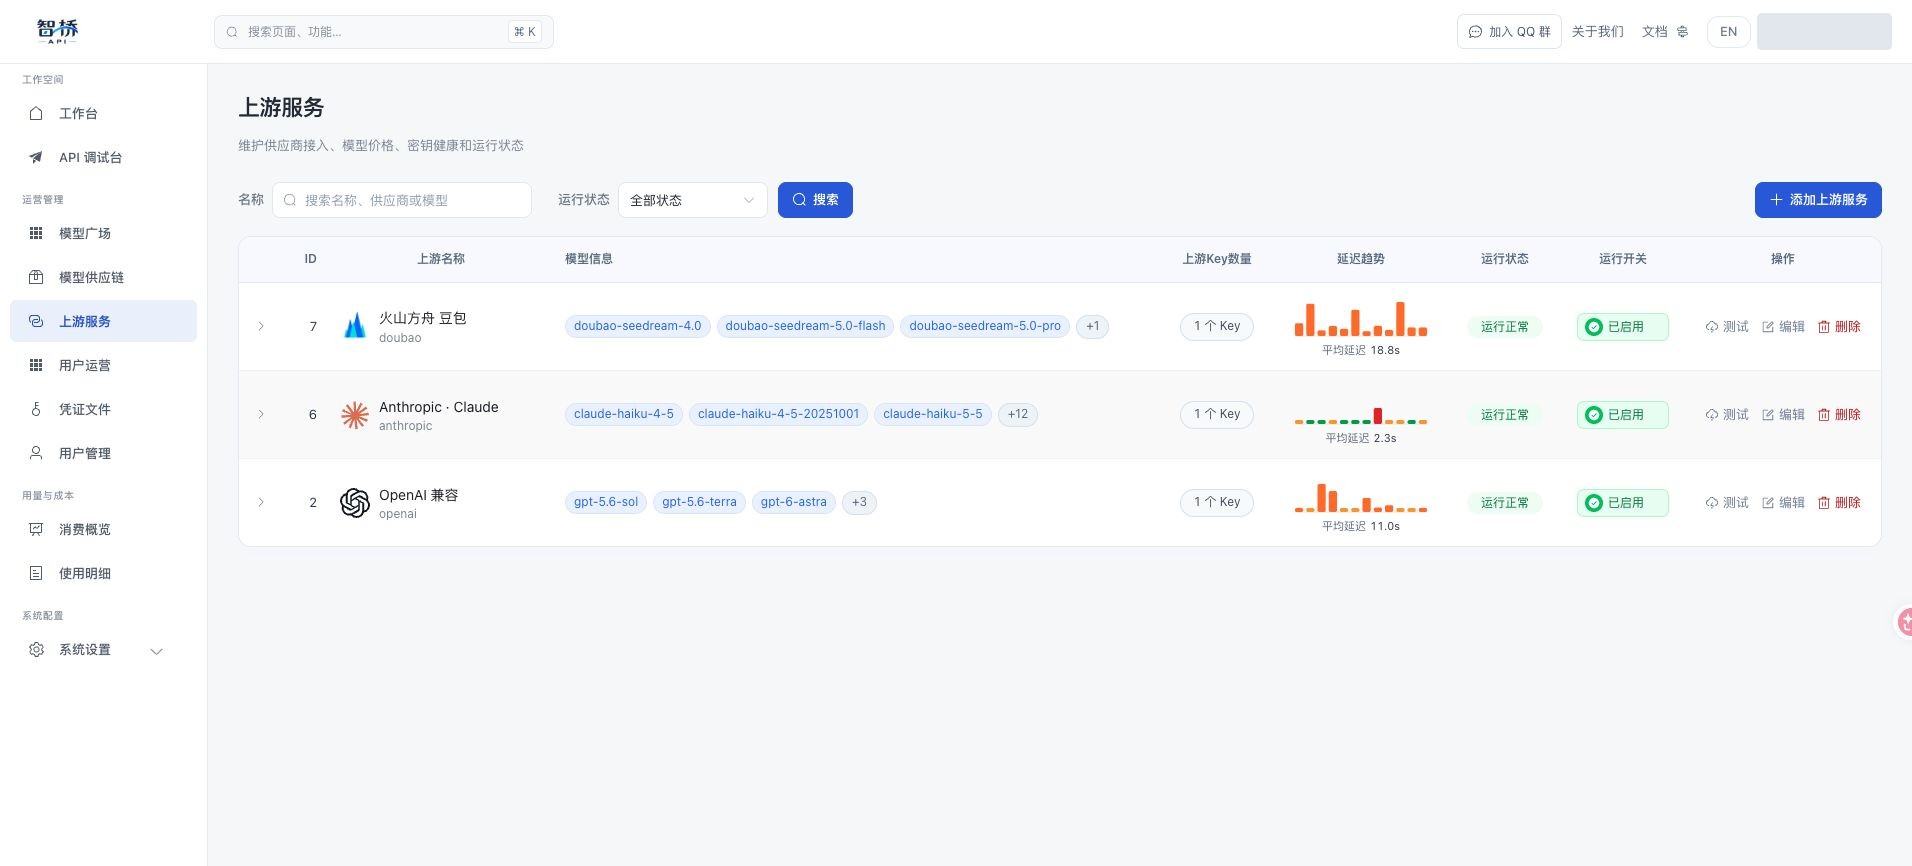 智桥
API
搜索页面、功能... ⌘ K
加入 QQ 群 关于我们 文档 EN
工作空间
工作台
API 调试台
运营管理
模型广场
模型供应链
上游服务
用户运营
凭证文件
用户管理
用量与成本
消费概览
使用明细
系统配置
系统设置
上游服务
维护供应商接入、模型价格、密钥健康和运行状态
名称 搜索名称、供应商或模型 运行状态 全部状态 搜索 添加上游服务
ID 上游名称 模型信息 上游Key数量 延迟趋势 运行状态 运行开关 操作
7 火山方舟 豆包 doubao-seedream-4.0 doubao-seedream-5.0-flash doubao-seedream-5.0-pro +1 1 个 Key 运行正常 已启用 测试 编辑 删除
doubao
平均延迟 18.8s
6 Anthropic · Claude claude-haiku-4-5 claude-haiku-4-5-20251001 claude-haiku-5-5 +12 1 个 Key 运行正常 已启用 测试 编辑 删除
anthropic
平均延迟 2.3s
2 OpenAI 兼容 gpt-5.6-sol gpt-5.6-terra gpt-6-astra +3 1 个 Key 运行正常 已启用 测试 编辑 删除
openai
平均延迟 11.0s